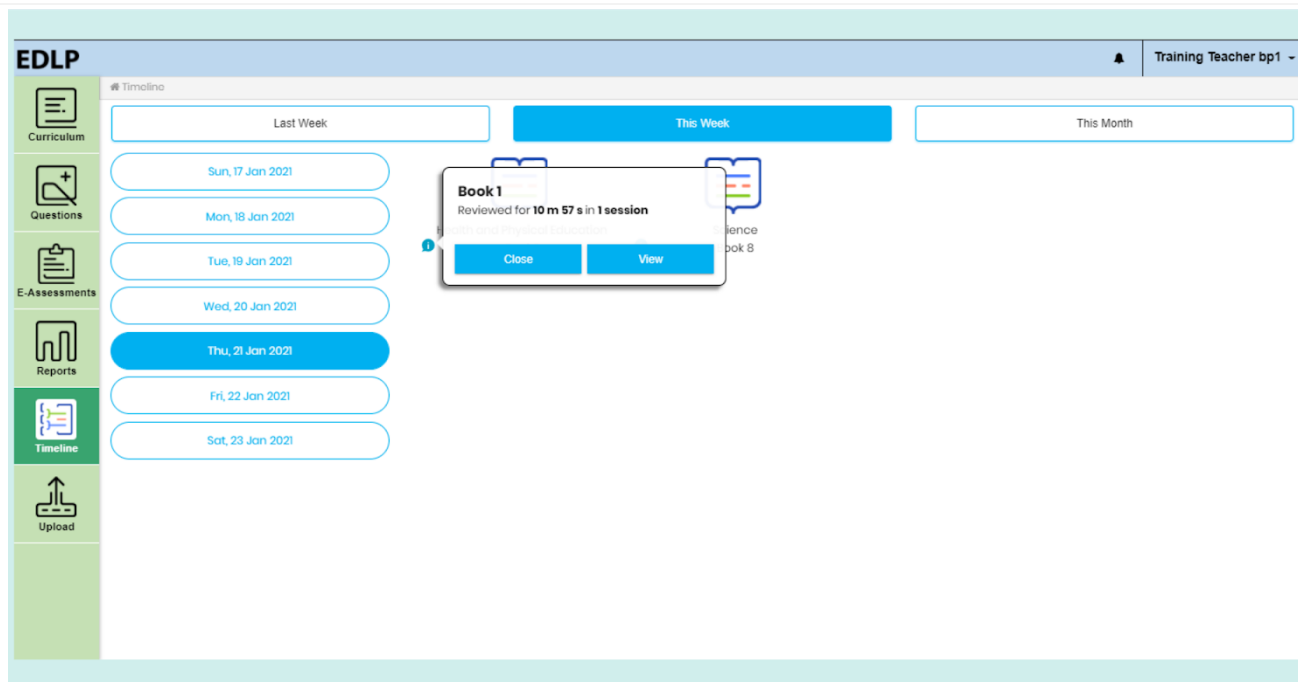 EDLP
Training Teacher bp1
Timeline
Curriculum
Questions
E-Assessments
Reports
Timeline
Upload
Last Week
This Week
This Month
Sun, 17 Jan 2021
Mon, 18 Jan 2021
Tue, 19 Jan 2021
Wed, 20 Jan 2021
Thu, 21 Jan 2021
Fri, 22 Jan 2021
Sat, 23 Jan 2021
Book 1
Reviewed for 10 m 57 s in 1 session
Health and Physical Education
Close
View
ience
ook 8